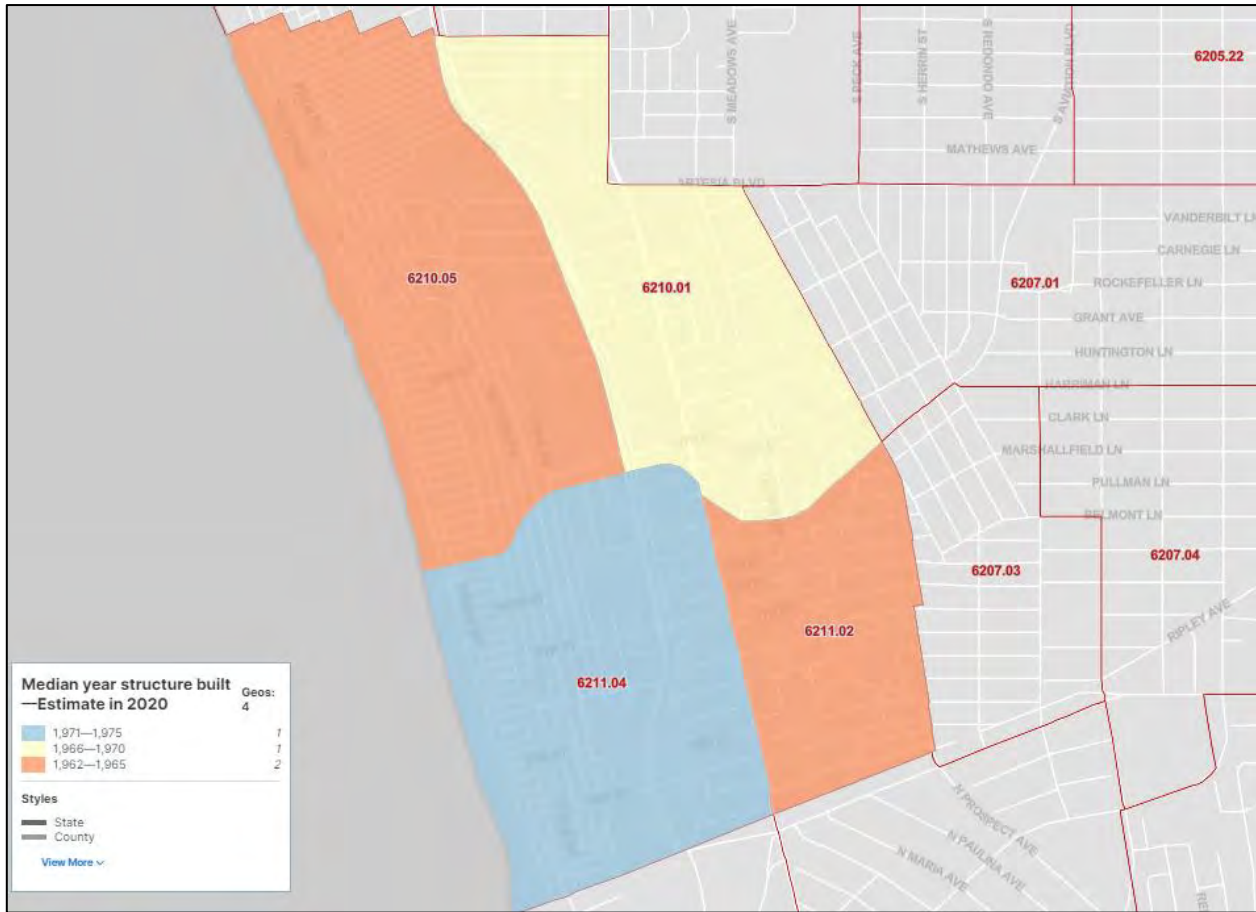 S MEADOWS AVE
S PECK AVE
S HERRIN ST
S REDONDO AVE
S AVIATION BLVD
6205.22
MATHEWS AVE
ARTESIA BLVD
VANDERBILT LN
CARNEGIE LN
6210.05
6210.01
6207.01
ROCKEFELLER LN
GRANT AVE
HUNTINGTON LN
HARRIMAN LN
CLARK LN
MARSHALLFIELD LN
PULLMAN LN
BELMONT LN
6207.04
6207.03
RIPLEY AVE
6211.02
6211.04
N PROSPECT AVE
N PAULINA AVE
N MARIA AVE
Median year structure built
—Estimate in 2020
Geos:
4
1,971—1,975 1
1,966—1,970 1
1,962—1,965 2
Styles
State
County
View More